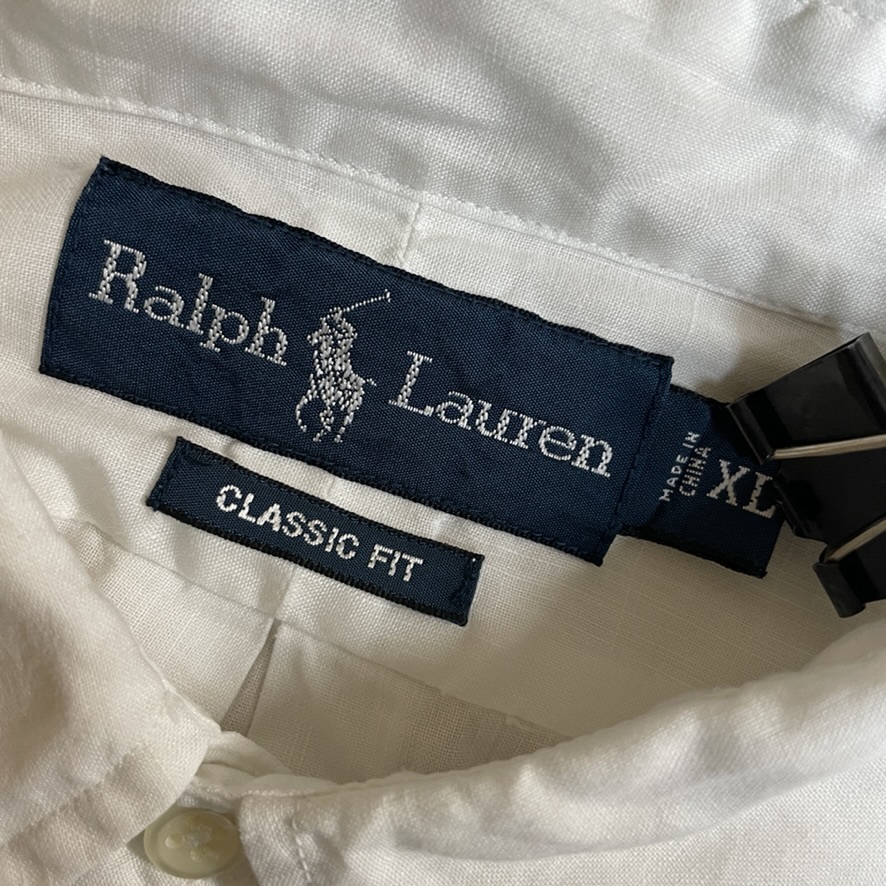 Ralph Lauren
MADE IN
CHINA
XL
CLASSIC FIT